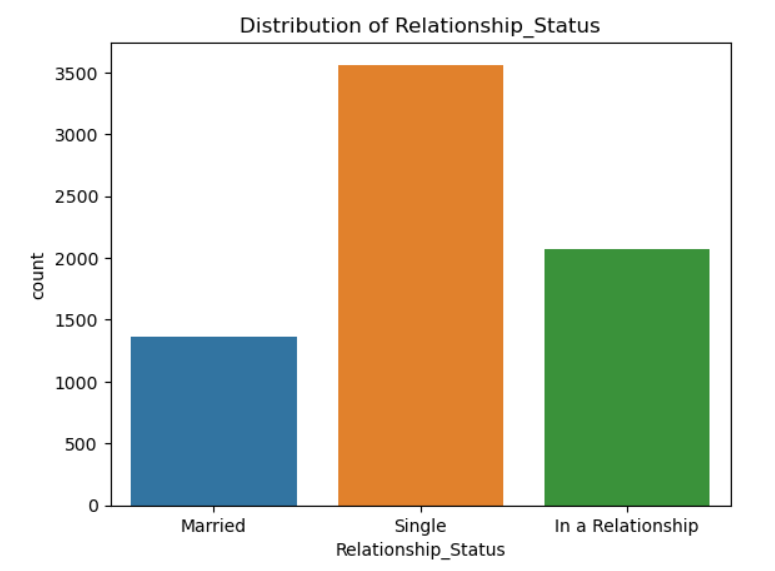 Distribution of Relationship_Status
3500
3000
2500
2000
1500
1000
500
0
count
Married
Single
In a Relationship
Relationship_Status